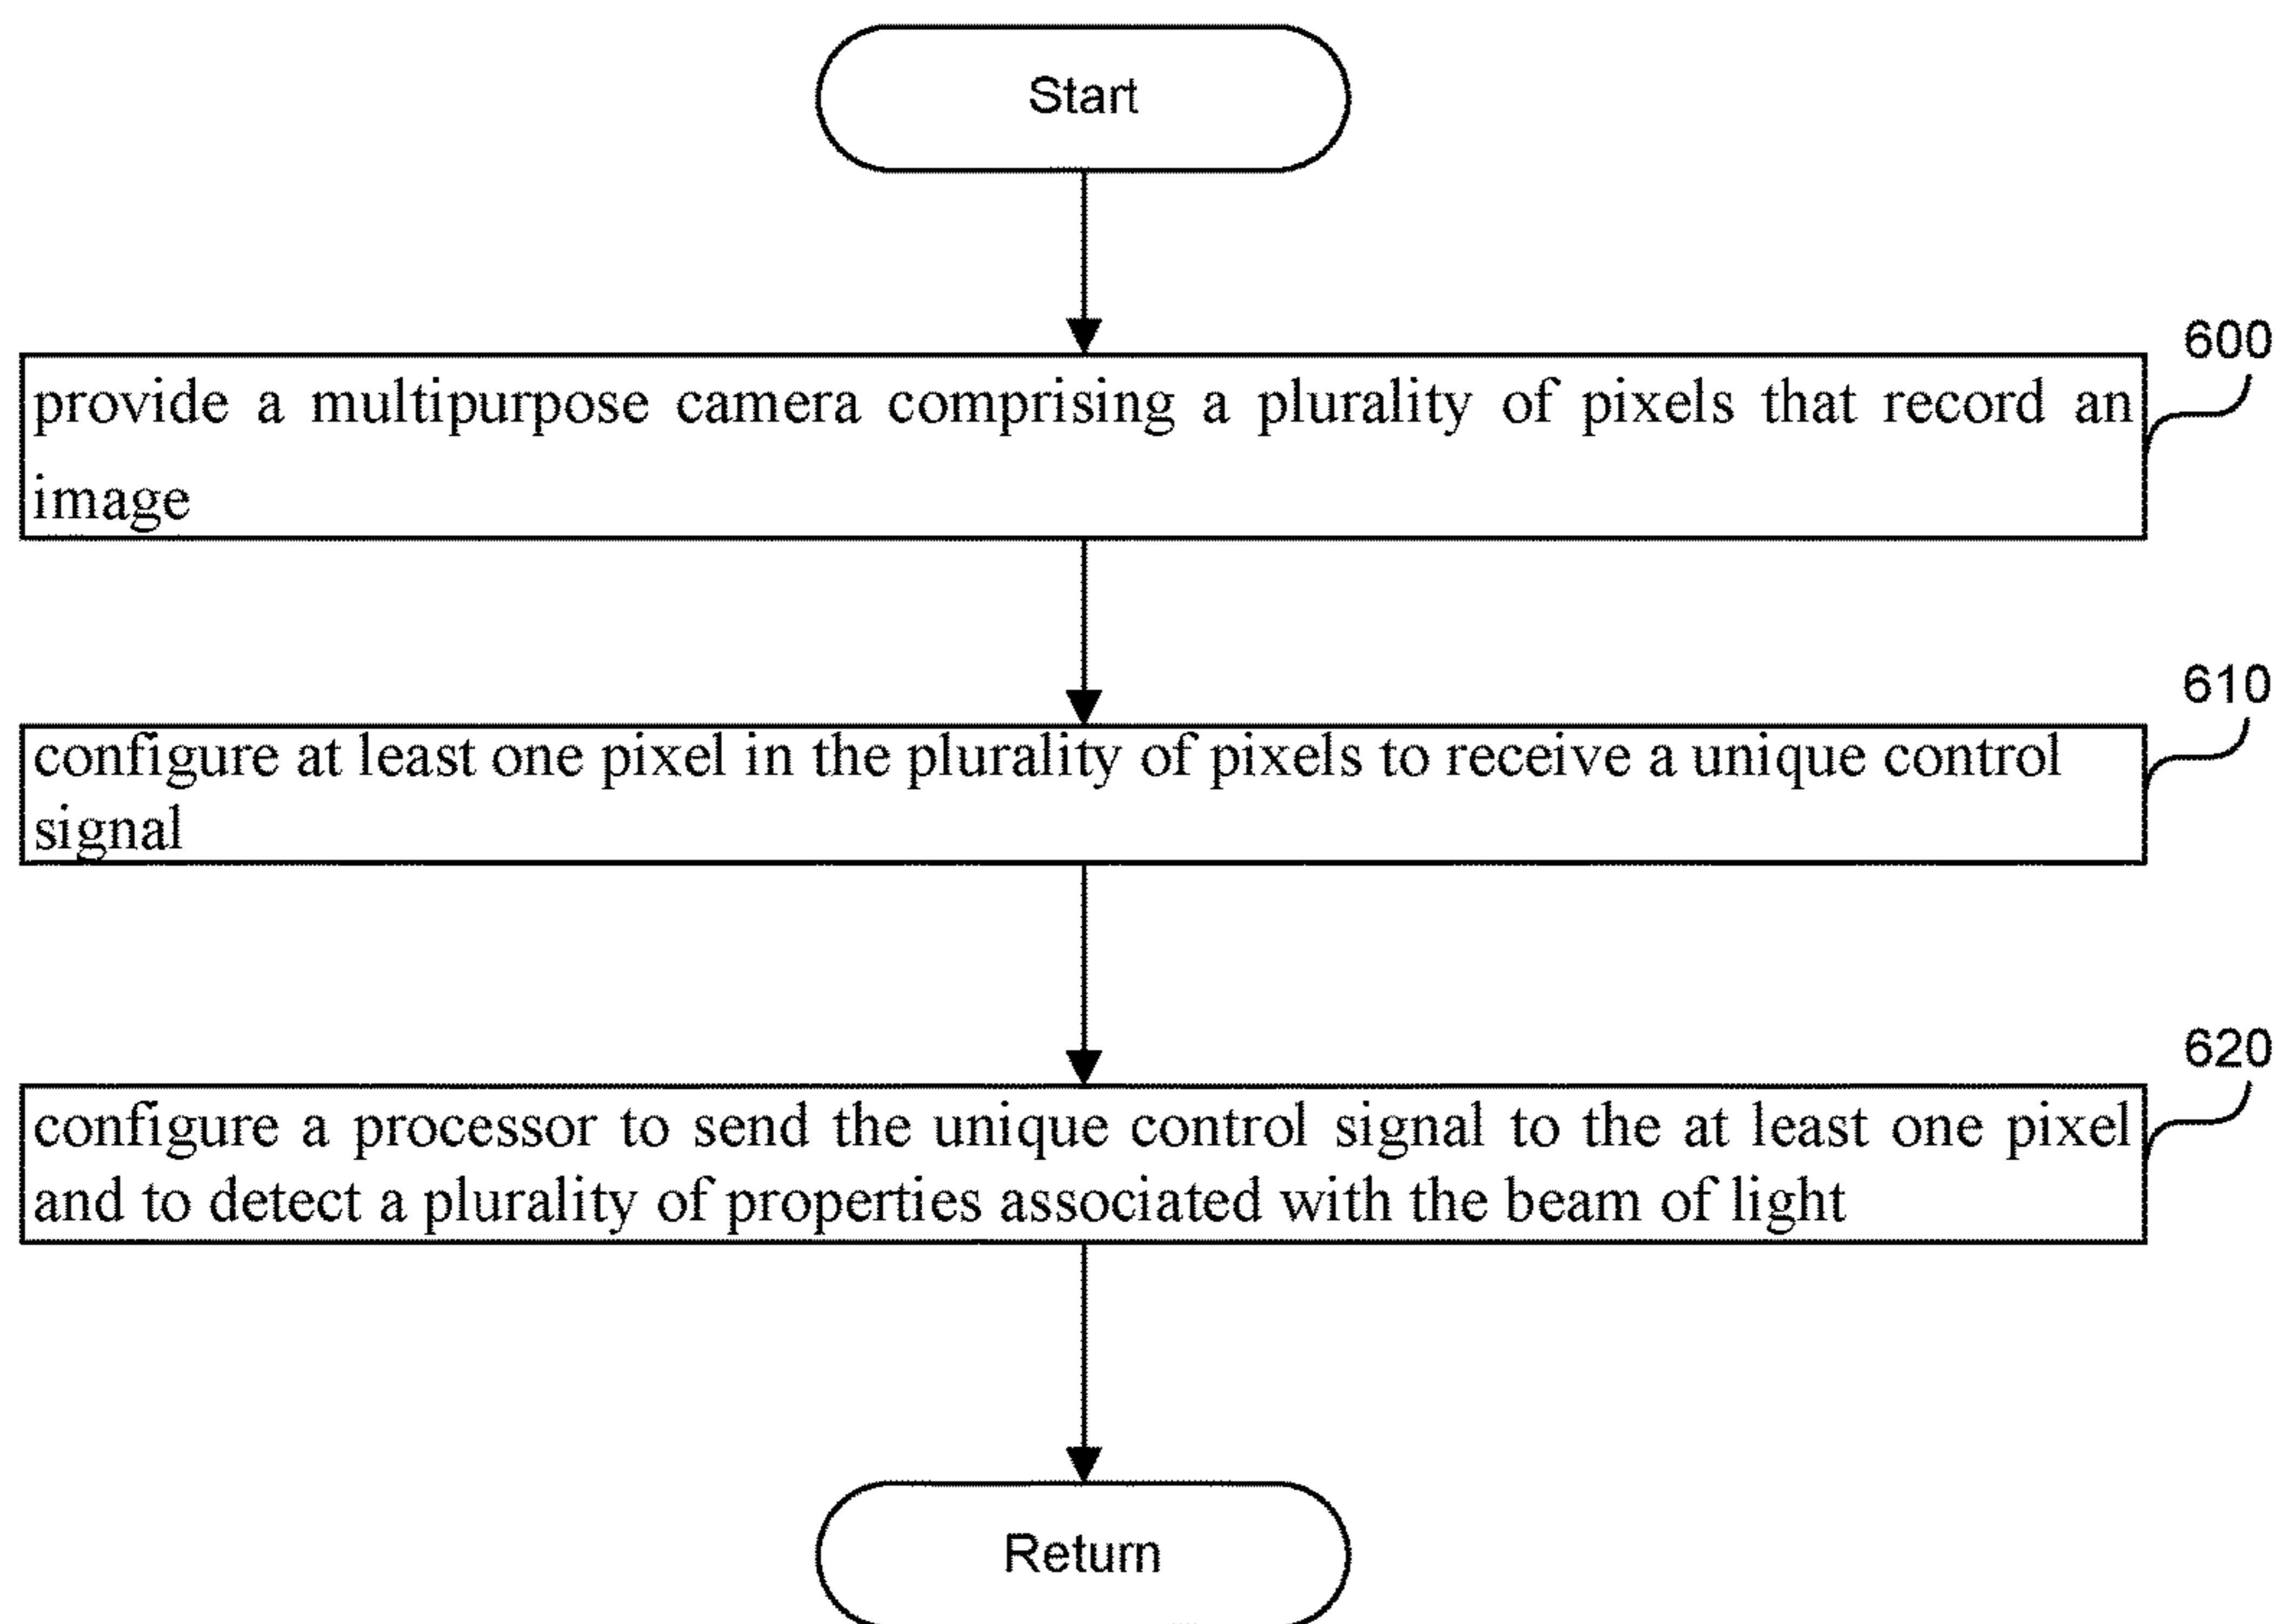 Start
600
provide a multipurpose camera comprising a plurality of pixels that record an
image
610
configure at least one pixel in the plurality of pixels to receive a unique control
signal
620
configure a processor to send the unique control signal to the at least one pixel
and to detect a plurality of properties associated with the beam of light
Return